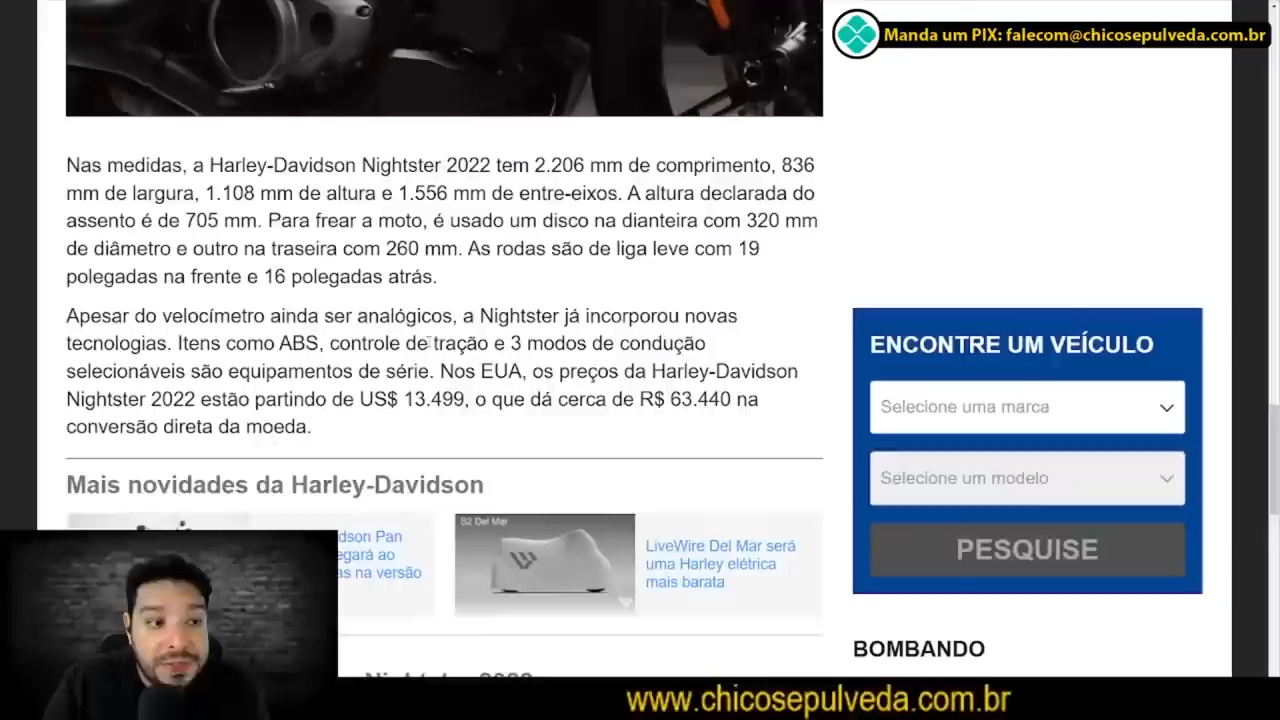 Manda um PIX: falecom@chicosepulveda.com.br
Nas medidas, a Harley-Davidson Nightster 2022 tem 2.206 mm de comprimento, 836
mm de largura, 1.108 mm de altura e 1.556 mm de entre-eixos. A altura declarada do
assento é de 705 mm. Para frear a moto, é usado um disco na dianteira com 320 mm
de diâmetro e outro na traseira com 260 mm. As rodas são de liga leve com 19
polegadas na frente e 16 polegadas atrás.
Apesar do velocímetro ainda ser analógicos, a Nightster já incorporou novas
tecnologias. Itens como ABS, controle de tração e 3 modos de condução
selecionáveis são equipamentos de série. Nos EUA, os preços da Harley-Davidson
Nightster 2022 estão partindo de US$ 13.499, o que dá cerca de R$ 63.440 na
conversão direta da moeda.
Mais novidades da Harley-Davidson
dson Pan
egará ao
as na versão
S2 Del Mar
LiveWire Del Mar será
uma Harley elétrica
mais barata
ENCONTRE UM VEÍCULO
Selecione uma marca
Selecione um modelo
PESQUISE
BOMBANDO
www.chicosepulveda.com.br